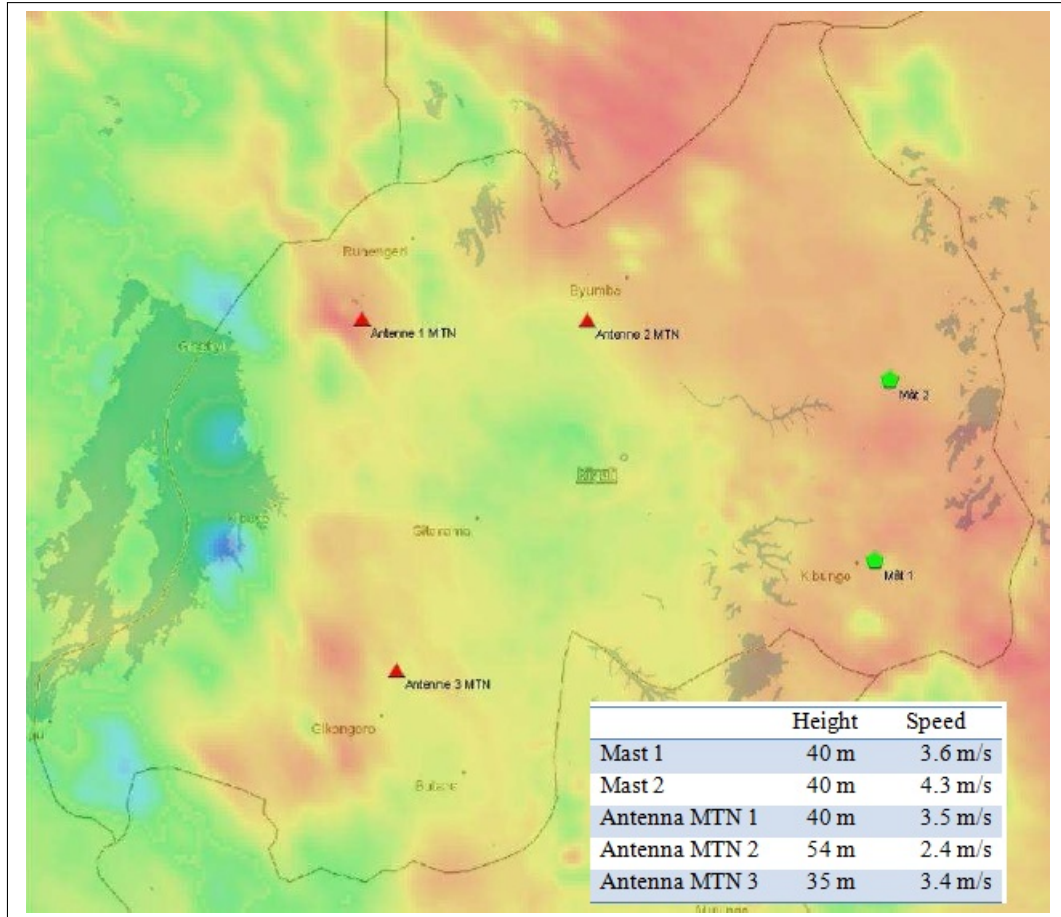 Ruhengeri
Byumba
Antenne 1 MTN
Antenne 2 MTN
Mât 2
Kigali
Gitarama
Kibungo
Mât 1
Antenne 3 MTN
Gikongoro
Butare
Height Speed
Mast 1 40 m 3.6 m/s
Mast 2 40 m 4.3 m/s
Antenna MTN 1 40 m 3.5 m/s
Antenna MTN 2 54 m 2.4 m/s
Antenna MTN 3 35 m 3.4 m/s